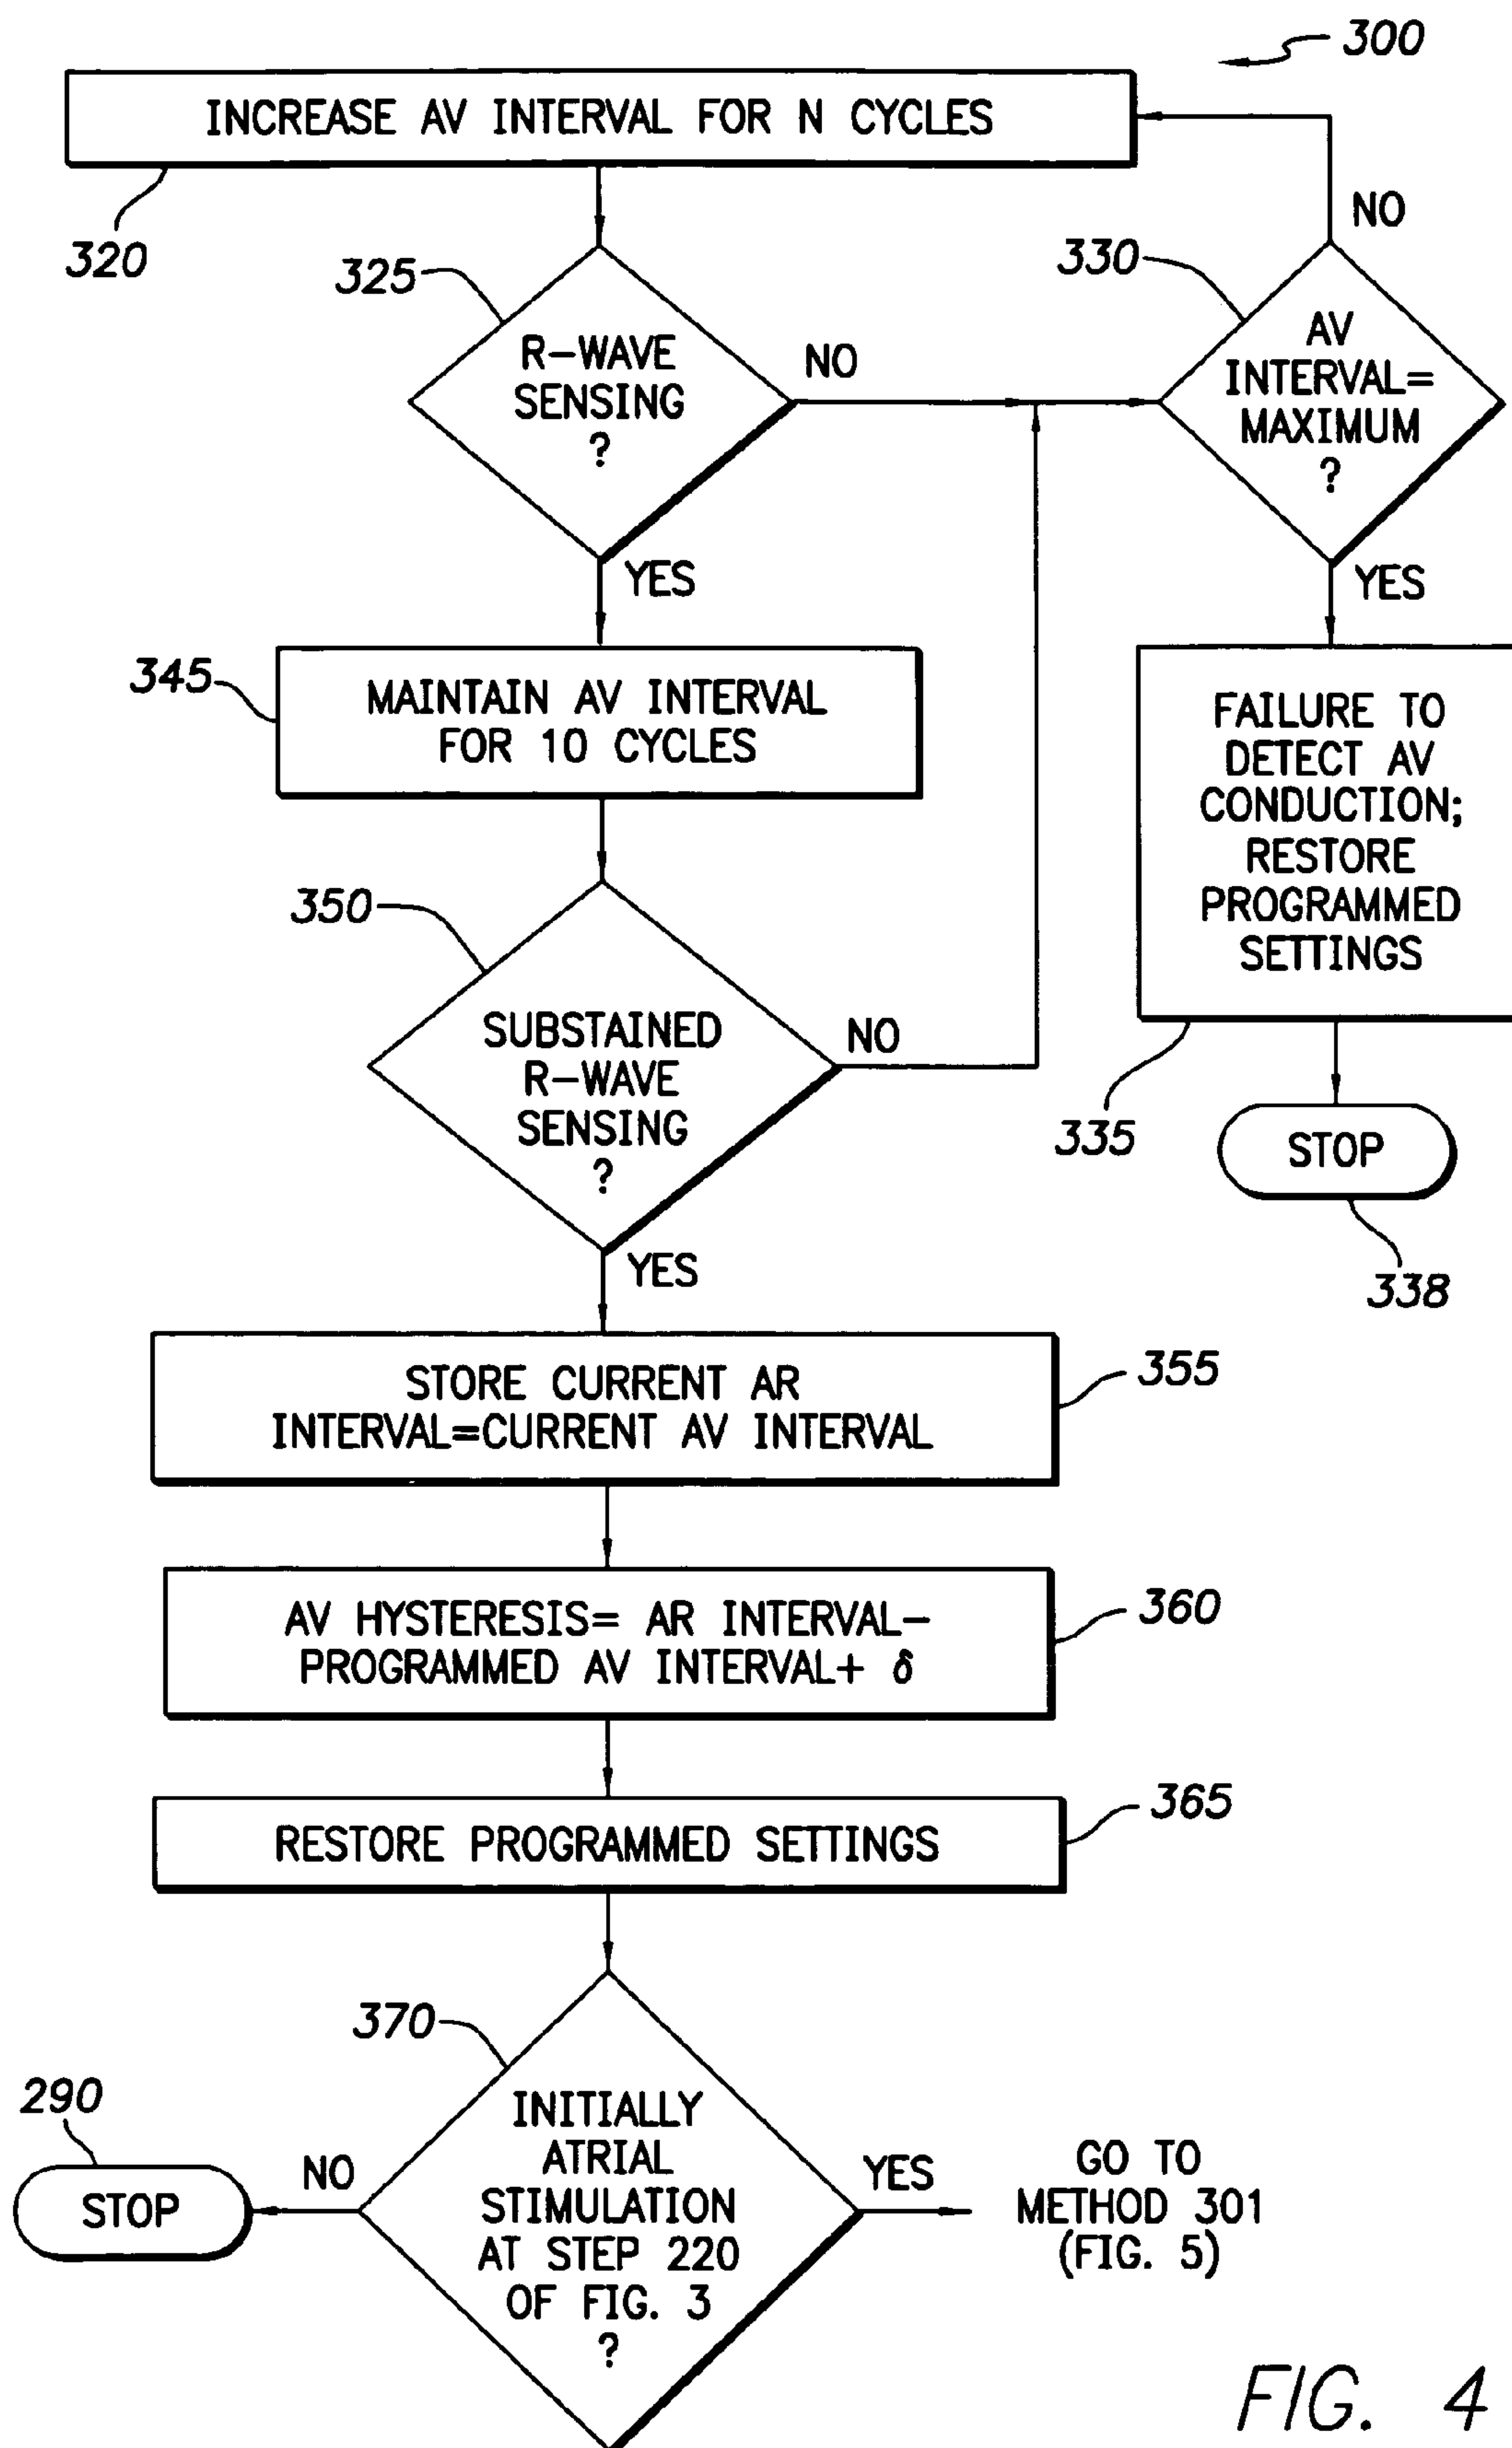 300
INCREASE AV INTERVAL FOR N CYCLES
320
NO
325
R-WAVE
SENSING
?
NO
330
AV
INTERVAL=
MAXIMUM
?
YES
YES
345
MAINTAIN AV INTERVAL
FOR 10 CYCLES
FAILURE TO
DETECT AV
CONDUCTION;
RESTORE
PROGRAMMED
SETTINGS
335
STOP
338
350
SUBSTAINED
R-WAVE
SENSING
?
NO
YES
STORE CURRENT AR
INTERVAL=CURRENT AV INTERVAL
355
AV HYSTERESIS= AR INTERVAL-
PROGRAMMED AV INTERVAL+ δ
360
RESTORE PROGRAMMED SETTINGS
365
370
INITIALLY
ATRIAL
STIMULATION
AT STEP 220
OF FIG. 3
?
290
STOP
NO
YES
GO TO
METHOD 301
(FIG. 5)
FIG. 4